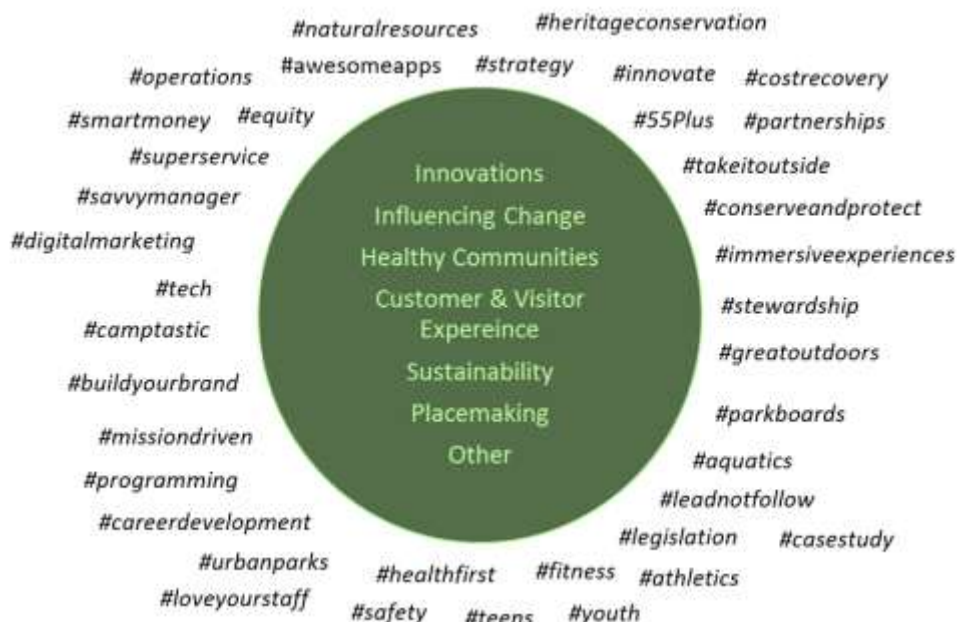 #naturalresources #heritageconservation
#operations #awesomeapps #strategy #innovate #costrecovery
#smartmoney #equity #55Plus #partnerships
#superservice #takeitoutside
#savvymanager #conserveandprotect
#digitalmarketing #immersiveexperiences
#tech #stewardship
#camptastic #greatoutdoors
#buildyourbrand #parkboards
#missiondriven #aquatics
#programming #leadnotfollow
#careerdevelopment #legislation #casestudy
#urbanparks #healthfirst #fitness #athletics
#loveyourstaff #safety #teens #youth
Innovations
Influencing Change
Healthy Communities
Customer & Visitor
Expereince
Sustainability
Placemaking
Other